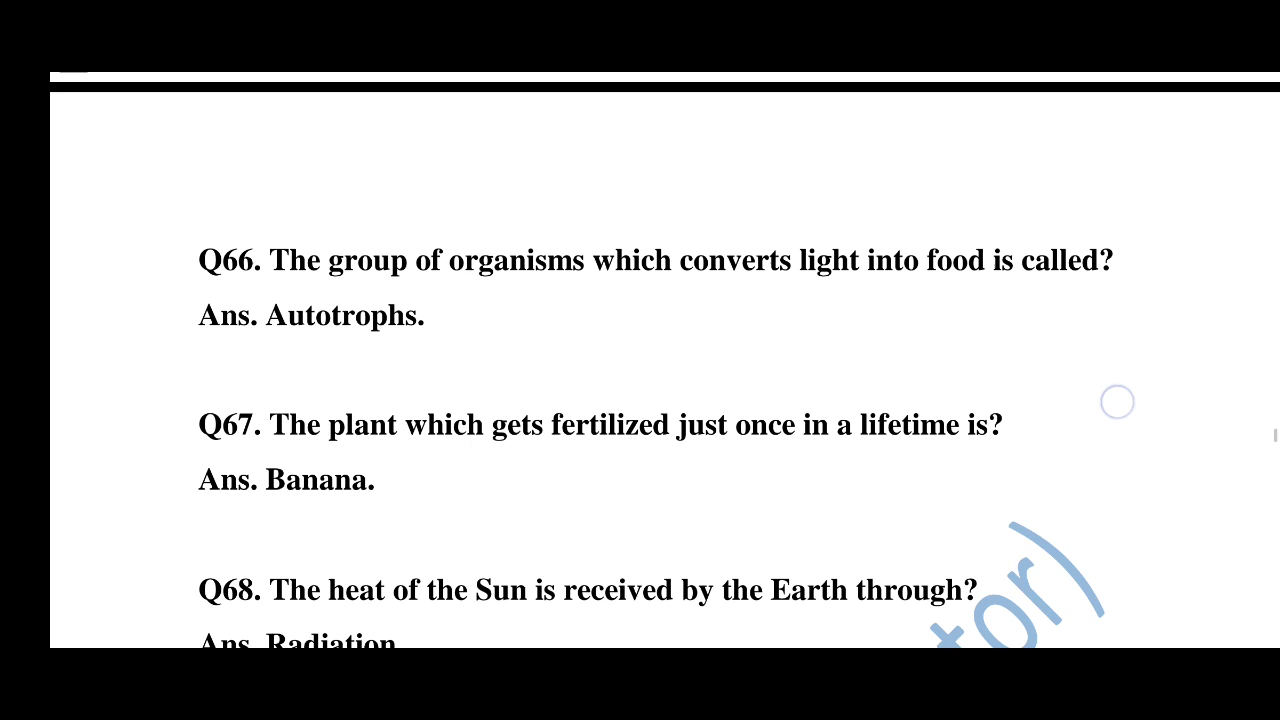 Q66. The group of organisms which converts light into food is called?
Ans. Autotrophs.
Q67. The plant which gets fertilized just once in a lifetime is?
Ans. Banana.
Q68. The heat of the Sun is received by the Earth through?
Ans. Radiation
tor)